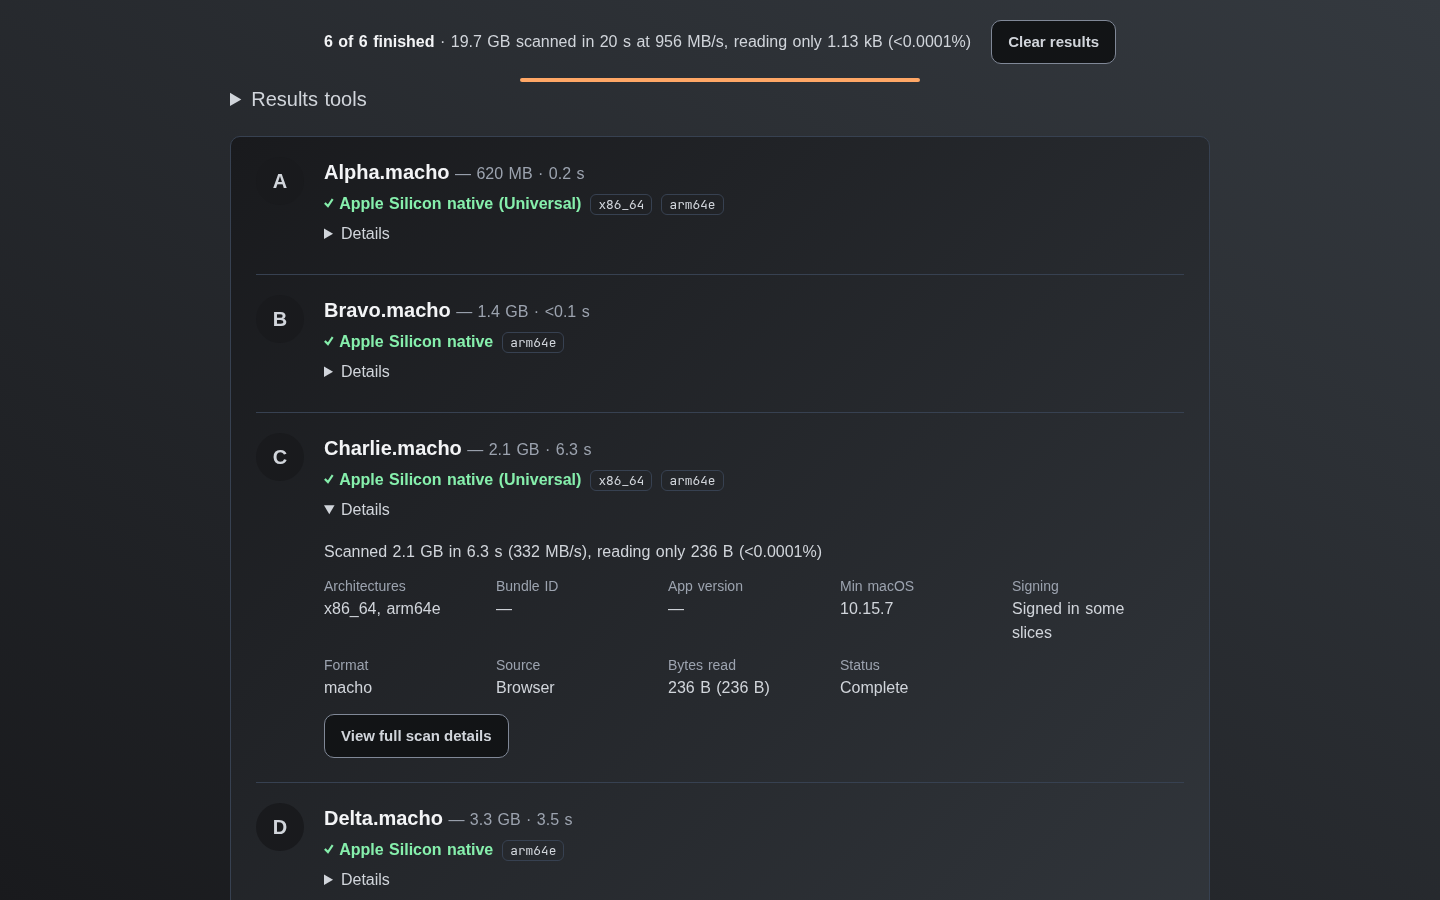 6 of 6 finished · 19.7 GB scanned in 20 s at 956 MB/s, reading only 1.13 kB (<0.0001%)
Clear results
Results tools
A
Alpha.macho — 620 MB · 0.2 s
Apple Silicon native (Universal) x86_64 arm64e
Details
B
Bravo.macho — 1.4 GB · <0.1 s
Apple Silicon native arm64e
Details
C
Charlie.macho — 2.1 GB · 6.3 s
Apple Silicon native (Universal) x86_64 arm64e
Details
Scanned 2.1 GB in 6.3 s (332 MB/s), reading only 236 B (<0.0001%)
Architectures
x86_64, arm64e
Bundle ID
—
App version
—
Min macOS
10.15.7
Signing
Signed in some
slices
Format
macho
Source
Browser
Bytes read
236 B (236 B)
Status
Complete
View full scan details
D
Delta.macho — 3.3 GB · 3.5 s
Apple Silicon native arm64e
Details